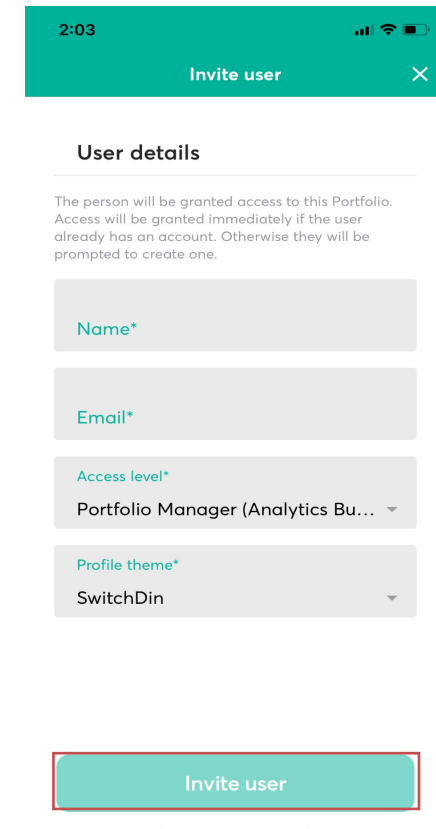 2:03
Invite user
User details
The person will be granted access to this Portfolio.
Access will be granted immediately if the user
already has an account. Otherwise they will be
prompted to create one.
Name*
Email*
Access level*
Portfolio Manager (Analytics Bu...
Profile theme*
SwitchDin
Invite user